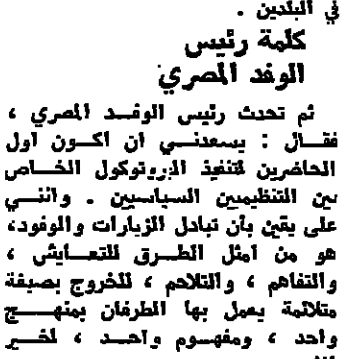 في البلدين .
كلمة رئيس
الوفد المصري
ثم تحدث رئيس الوفد المصري ،
فقال : يسعدني ان اكون اول
الحاضرين لتنفيذ البروتوكول الخاص
بين التنظيميين السياسيين . وانني
على يقين بأن تبادل الزيارات والوفود،
هو من امثل الطرق للتعايش ،
والتفاهم ، والتلاحم ، للخروج بصيغة
متلائمة يعمل بها الطرفان بمنهج
واحد ، ومفهوم واحد ، لخير